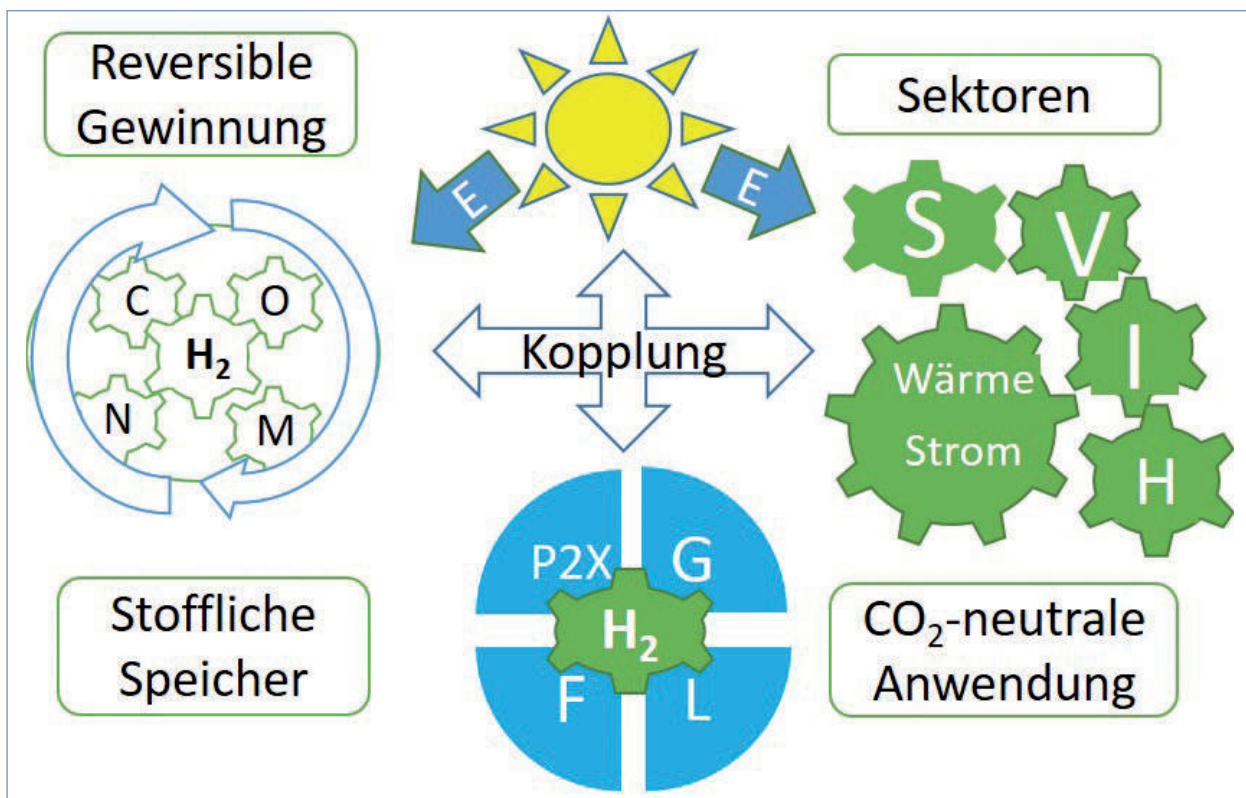 Reversible
Gewinnung
E
E
Sektoren
S
V
C
O
H₂
N
M
Kopplung
I
Wärme
Strom
H
P2X
G
H₂
F
L
Stoffliche
Speicher
CO₂-neutrale
Anwendung